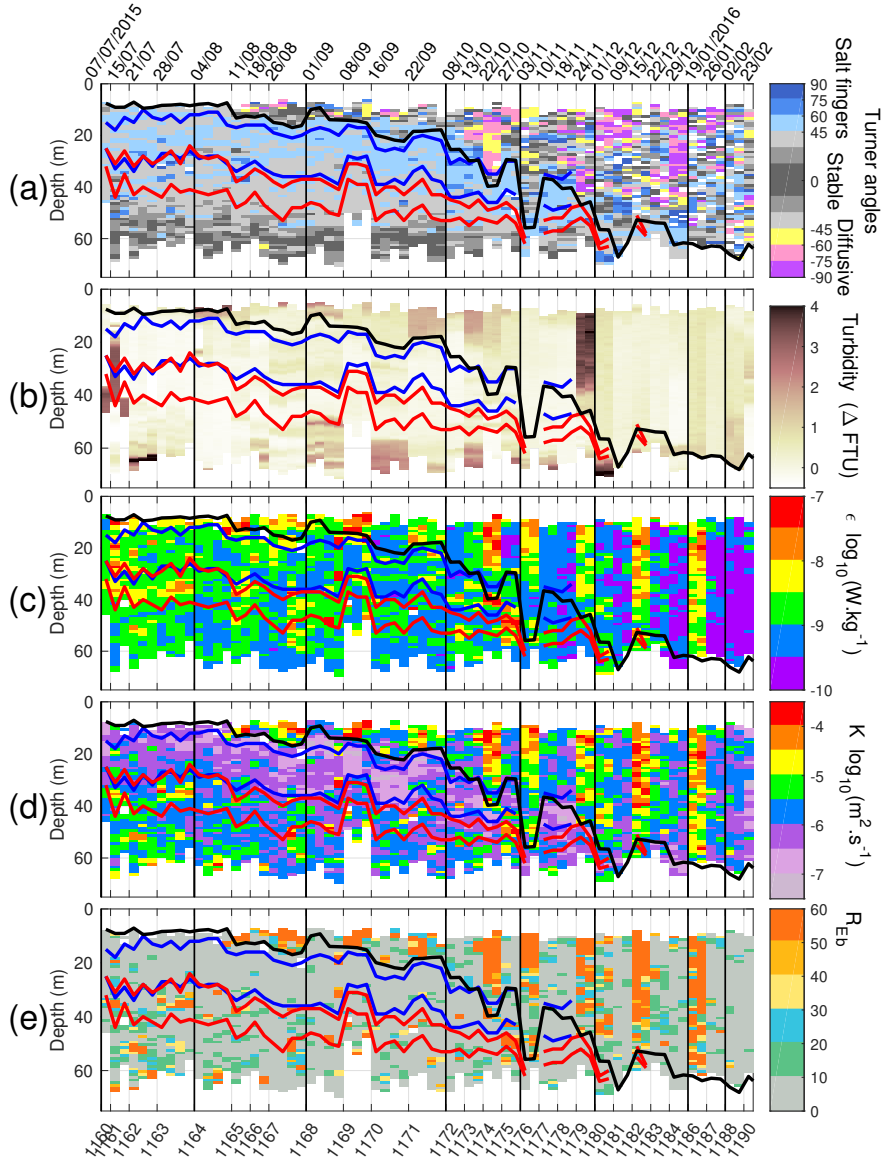 07/07/2015 15/07 21/07 28/07 04/08 11/08 18/08 26/08 01/09 08/09 16/09 22/09 08/10 13/10 22/10 27/10 03/11 10/11 18/11 24/11 01/12 09/12 15/12 22/12 29/12 19/01/2016 26/01 02/02 23/02
(a)
Depth (m)
0
20
40
60
90
75
60
45
0
-45
-60
-75
-90
Salt fingers Stable Diffusive
Turner angles
(b)
Depth (m)
0
20
40
60
4
3
2
1
0
Turbidity (Δ FTU)
(c)
Depth (m)
0
20
40
60
-7
-8
-9
-10
ϵ log10(W.kg-1)
(d)
Depth (m)
0
20
40
60
-4
-5
-6
-7
K log10(m2.s-1)
(e)
Depth (m)
0
20
40
60
60
50
40
30
20
10
0
REb
1160 1161 1162 1163 1164 1165 1166 1167 1168 1169 1170 1171 1172 1173 1174 1175 1176 1177 1178 1179 1180 1181 1182 1183 1184 1186 1187 1188 1190